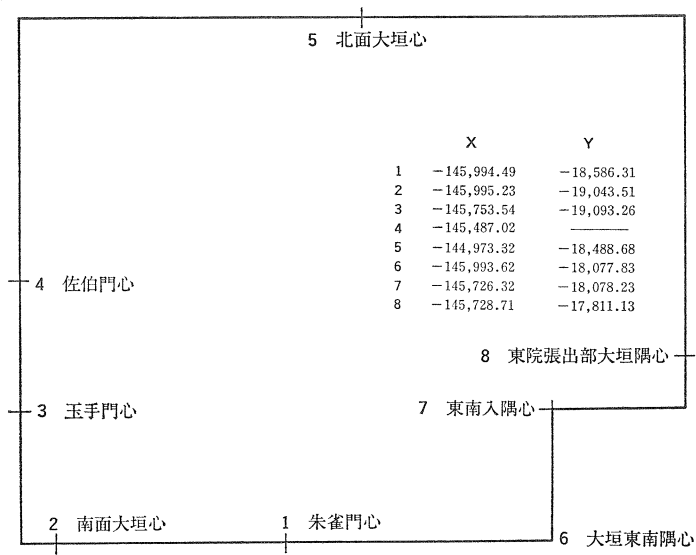 5 北面大垣心
X Y
1 −145,994.49 −18,586.31
2 −145,995.23 −19,043.51
3 −145,753.54 −19,093.26
4 −145,487.02 ———
5 −144,973.32 −18,488.68
6 −145,993.62 −18,077.83
7 −145,726.32 −18,078.23
8 −145,728.71 −17,811.13
4 佐伯門心
8 東院張出部大垣隅心
3 玉手門心
7 東南入隅心
2 南面大垣心
1 朱雀門心
6 大垣東南隅心